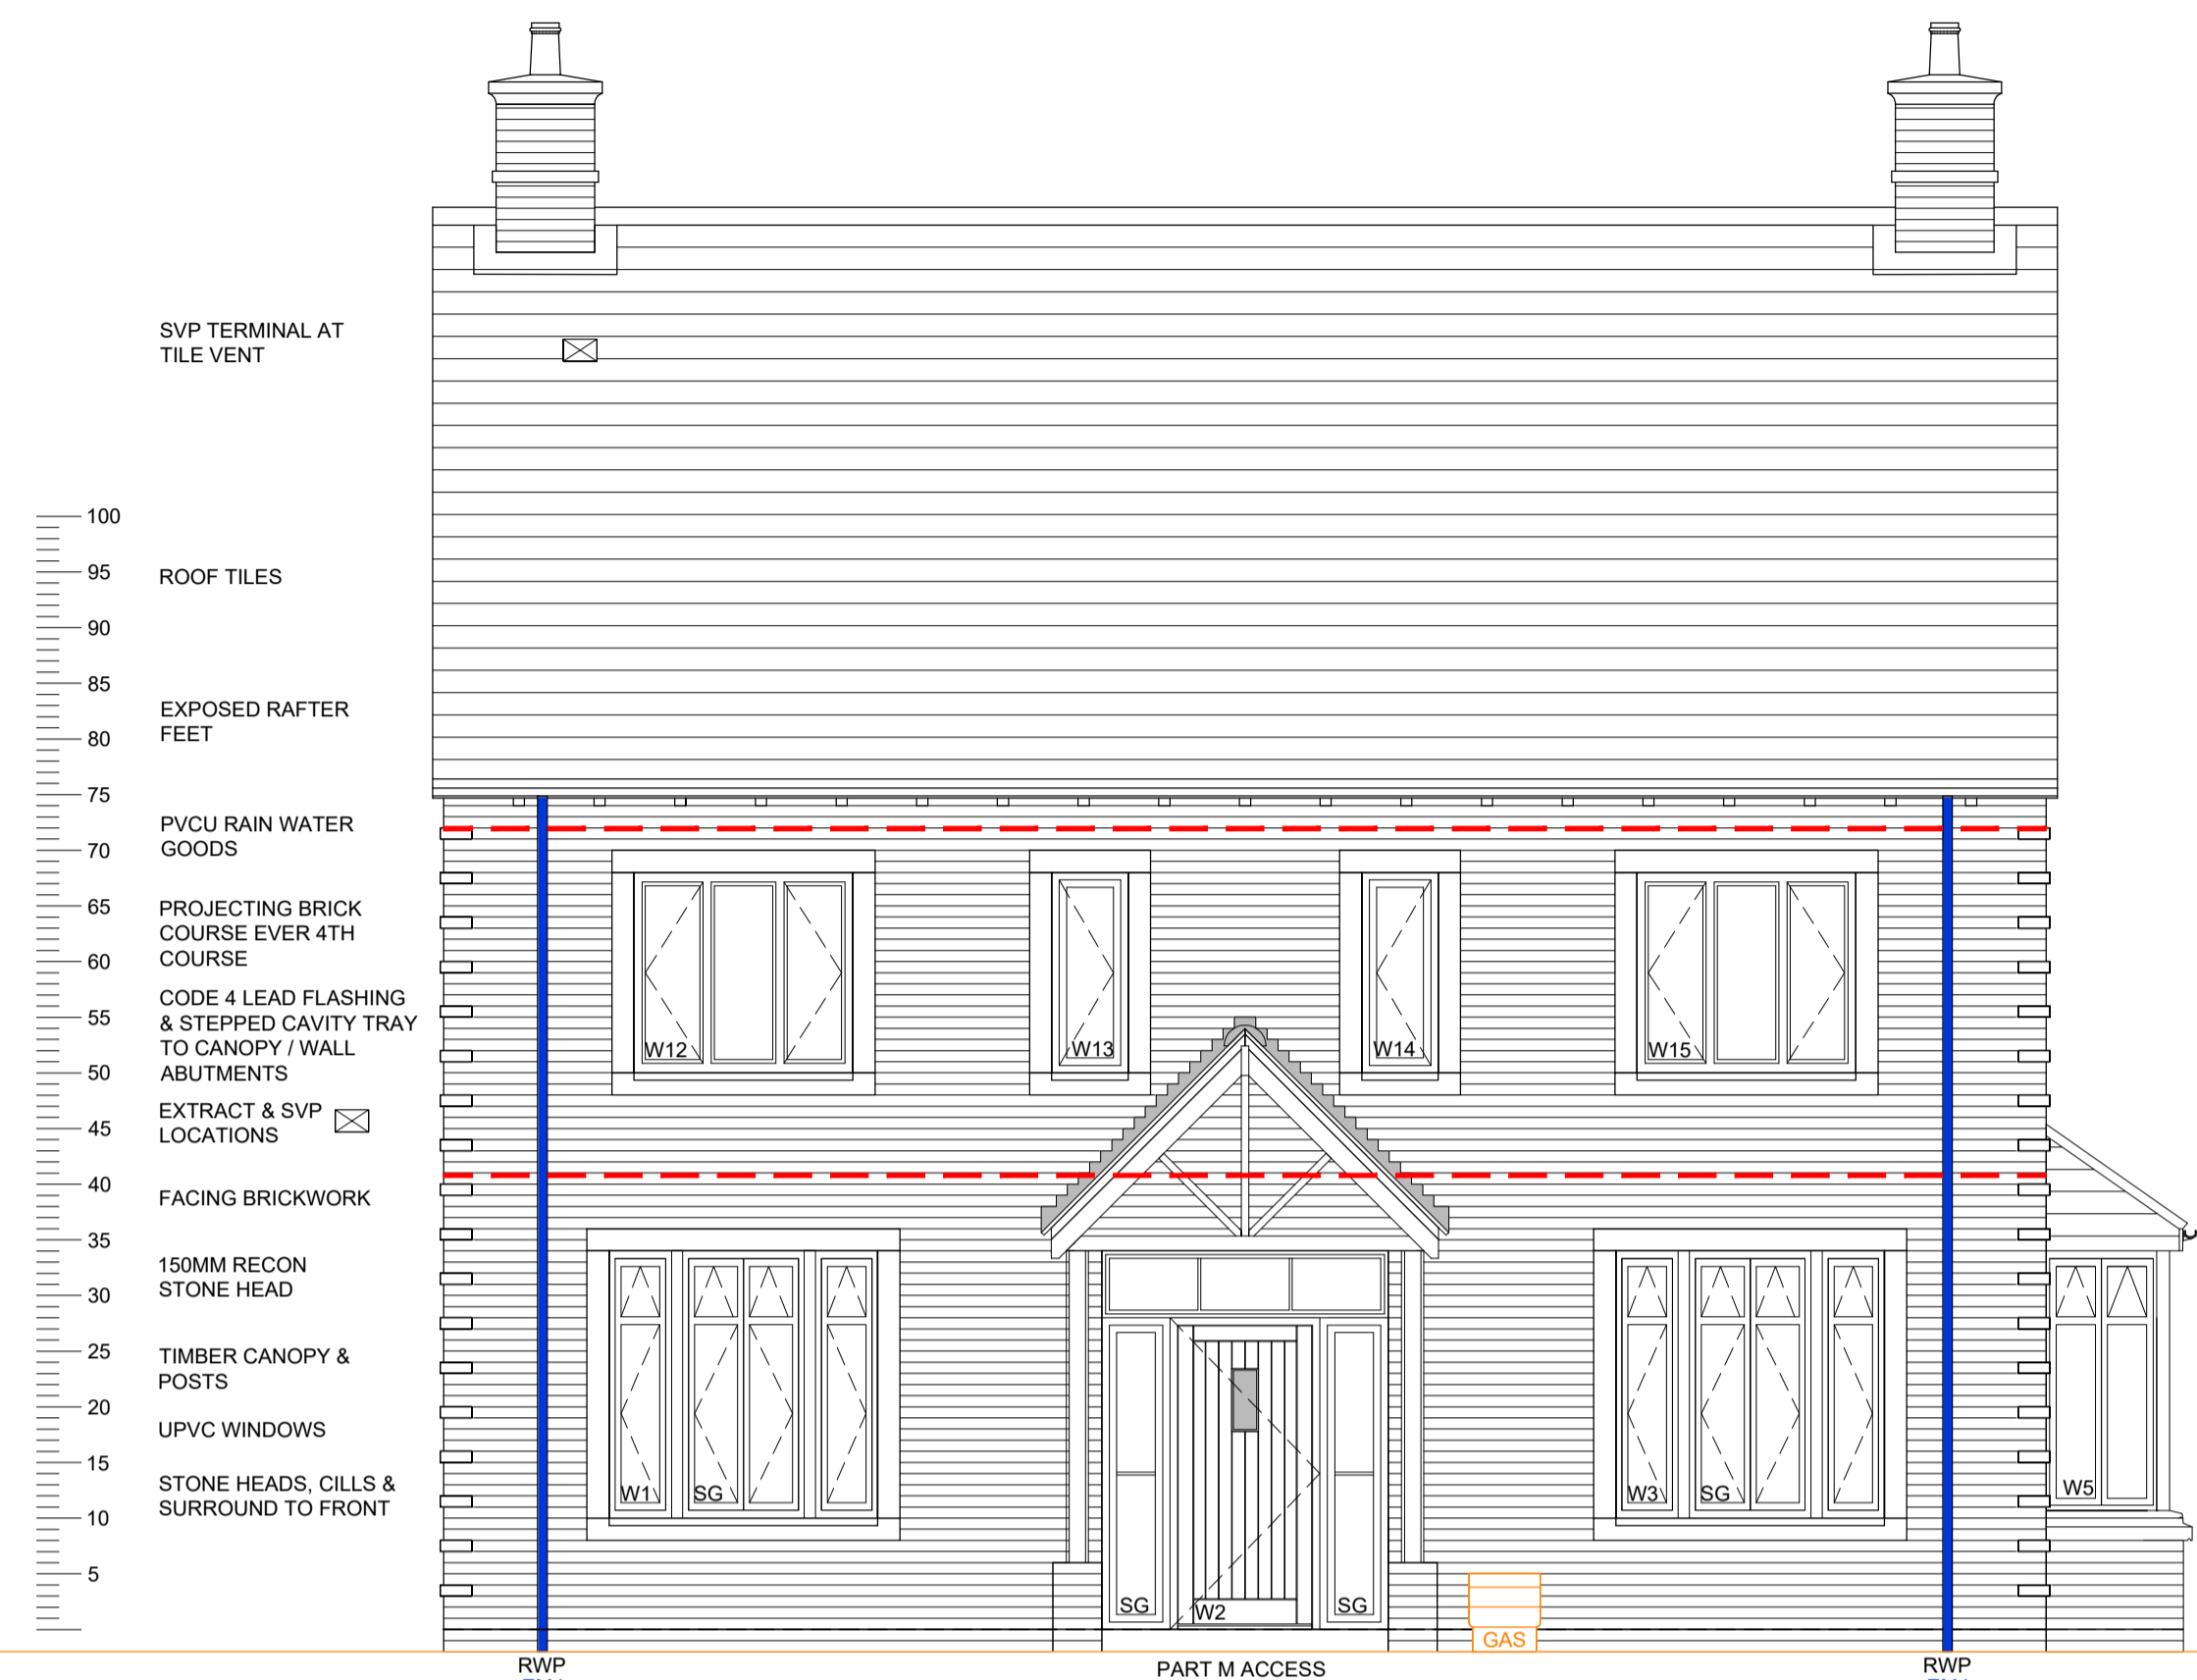 SVP TERMINAL AT
TILE VENT
100
95
ROOF TILES
90
85
EXPOSED RAFTER
FEET
80
75
PVCU RAIN WATER
GOODS
70
65
PROJECTING BRICK
COURSE EVER 4TH
COURSE
60
CODE 4 LEAD FLASHING
& STEPPED CAVITY TRAY
TO CANOPY / WALL
ABUTMENTS
55
50
EXTRACT & SVP
LOCATIONS
45
40
FACING BRICKWORK
35
150MM RECON
STONE HEAD
30
25
TIMBER CANOPY &
POSTS
20
UPVC WINDOWS
15
STONE HEADS, CILLS &
SURROUND TO FRONT
10
5
W12
W13
W14
W15
W1
SG
W3
SG
W5
SG
W2
SG
GAS
RWP
PART M ACCESS
RWP